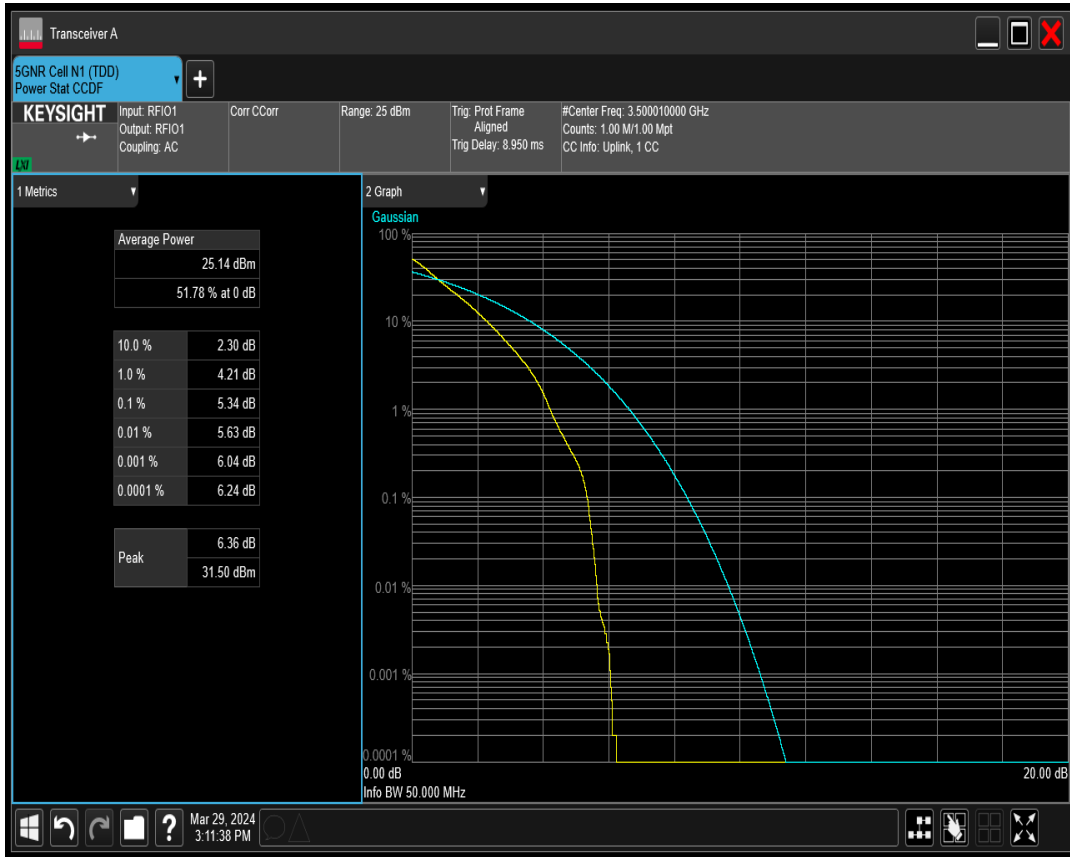 Transceiver A
5GNR Cell N1 (TDD)
Power Stat CCDF
+
KEYSIGHT
LXI
Input: RFIO1
Output: RFIO1
Coupling: AC
Corr CCorr
Range: 25 dBm
Trig: Prot Frame
Aligned
Trig Delay: 8.950 ms
#Center Freq: 3.500010000 GHz
Counts: 1.00 M/1.00 Mpt
CC Info: Uplink, 1 CC
1 Metrics
Average Power
25.14 dBm
51.78 % at 0 dB
10.0 % 2.30 dB
1.0 % 4.21 dB
0.1 % 5.34 dB
0.01 % 5.63 dB
0.001 % 6.04 dB
0.0001 % 6.24 dB
Peak
6.36 dB
31.50 dBm
2 Graph
Gaussian
100 %
10 %
1 %
0.1 %
0.01 %
0.001 %
0.0001 %
0.00 dB 20.00 dB
Info BW 50.000 MHz
?
Mar 29, 2024
3:11:38 PM